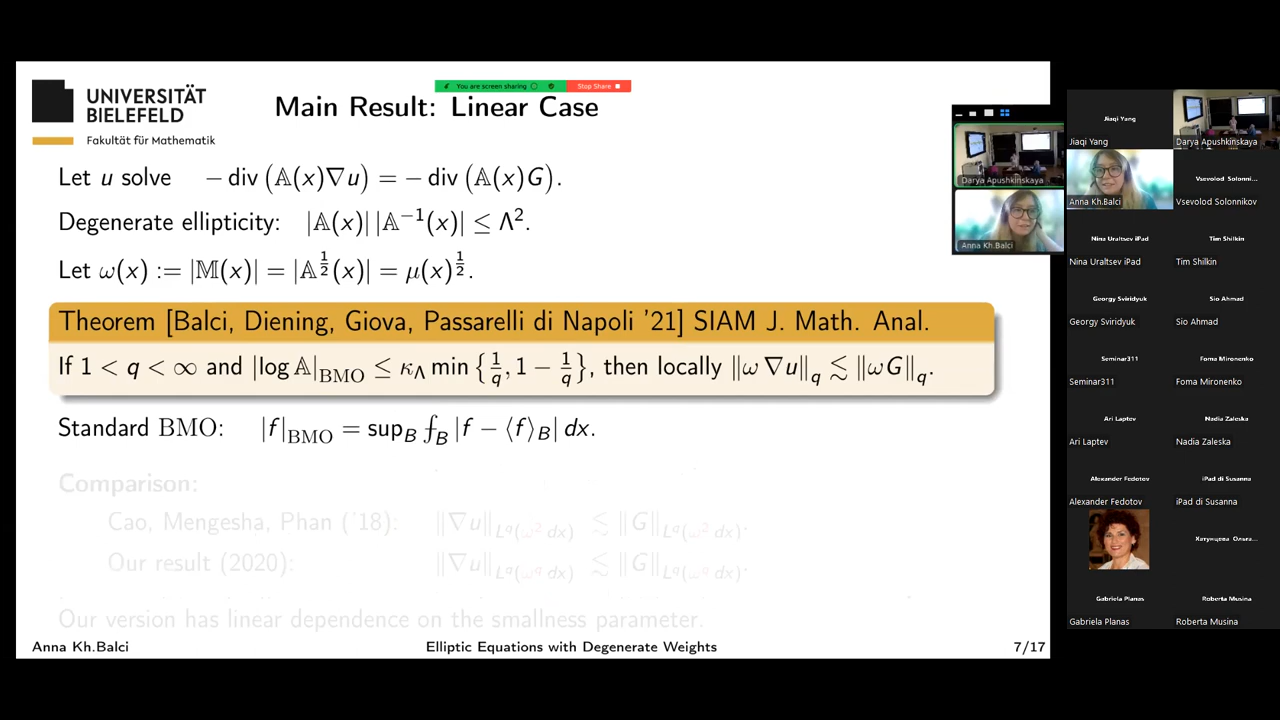 UNIVERSITÄT
BIELEFELD
Fakultät für Mathematik
You are screen sharing
Stop Share
Main Result: Linear Case
Let u solve − div (𝔸(x)∇u) = − div (𝔸(x)G).
Degenerate ellipticity: |𝔸(x)| |𝔸⁻¹(x)| ≤ Λ².
Let ω(x) := |𝕄(x)| = |𝔸^{1/2}(x)| = μ(x)^{1/2}.
Theorem [Balci, Diening, Giova, Passarelli di Napoli '21] SIAM J. Math. Anal.
If 1 < q < ∞ and |log 𝔸|_{BMO} ≤ κ_Λ min {1/q, 1 − 1/q}, then locally ‖ω ∇u‖_q ≲ ‖ωG‖_q.
Standard BMO: |f|_{BMO} = sup_B ⨍_B |f − ⟨f⟩_B| dx.
Comparison:
Cao, Mengesha, Phan ('18): ‖∇u‖_{L^q(ω² dx)} ≲ ‖G‖_{L^q(ω² dx)}.
Our result (2020): ‖∇u‖_{L^q(ω^q dx)} ≲ ‖G‖_{L^q(ω^q dx)}.
Our version has linear dependence on the smallness parameter.
Anna Kh.Balci
Elliptic Equations with Degenerate Weights
7/17
Darya Apushkinskaya
Anna Kh.Balci
Jiaqi Yang
Jiaqi Yang
Darya Apushkinskaya
Anna Kh.Balci
Vsevolod Solonni...
Vsevolod Solonnikov
Nina Uraltsev iPad
Nina Uraltsev iPad
Tim Shilkin
Tim Shilkin
Georgy Sviridyuk
Georgy Sviridyuk
Sio Ahmad
Sio Ahmad
Seminar311
Seminar311
Foma Mironenko
Foma Mironenko
Ari Laptev
Ari Laptev
Nadia Zaleska
Nadia Zaleska
Alexander Fedotov
Alexander Fedotov
iPad di Susanna
iPad di Susanna
Хатунцева Ольга...
Gabriela Planas
Gabriela Planas
Roberta Musina
Roberta Musina